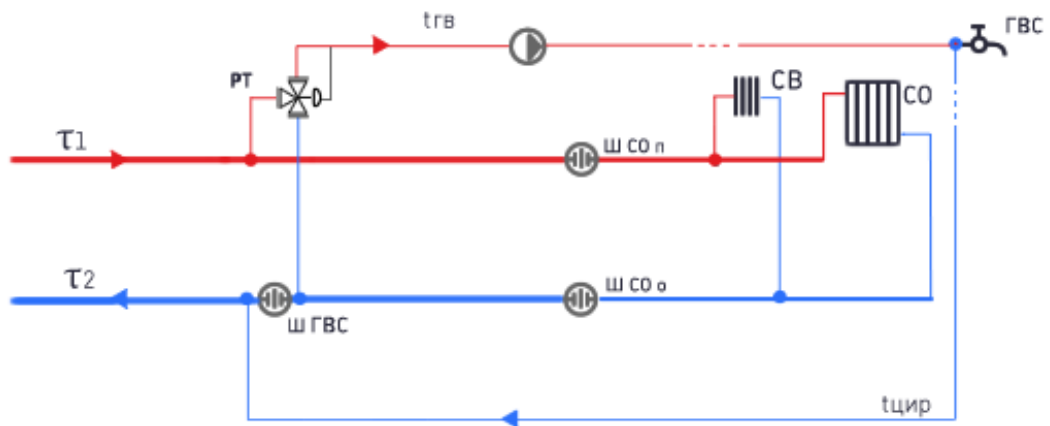 tгв
ГВС
РТ
СВ
СО
τ1
Ш СО п
τ2
Ш СО о
Ш ГВС
tцир